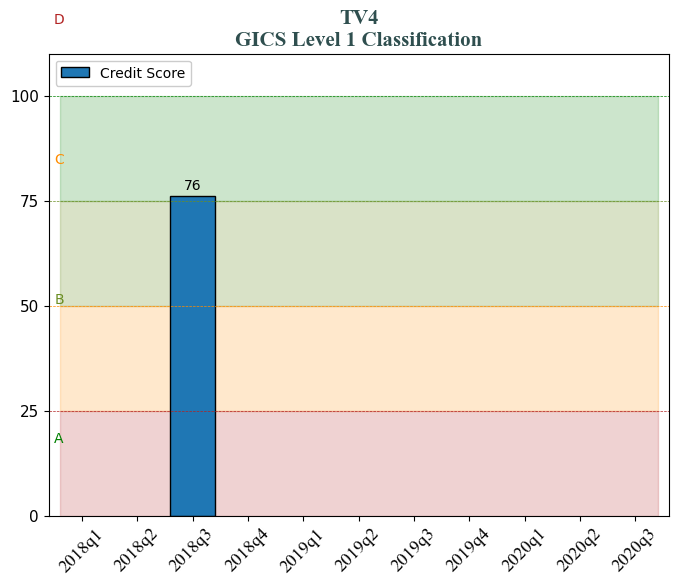 D
TV4
GICS Level 1 Classification
Credit Score
100
C
76
75
B
50
25
A
0
2018q1 2018q2 2018q3 2018q4 2019q1 2019q2 2019q3 2019q4 2020q1 2020q2 2020q3